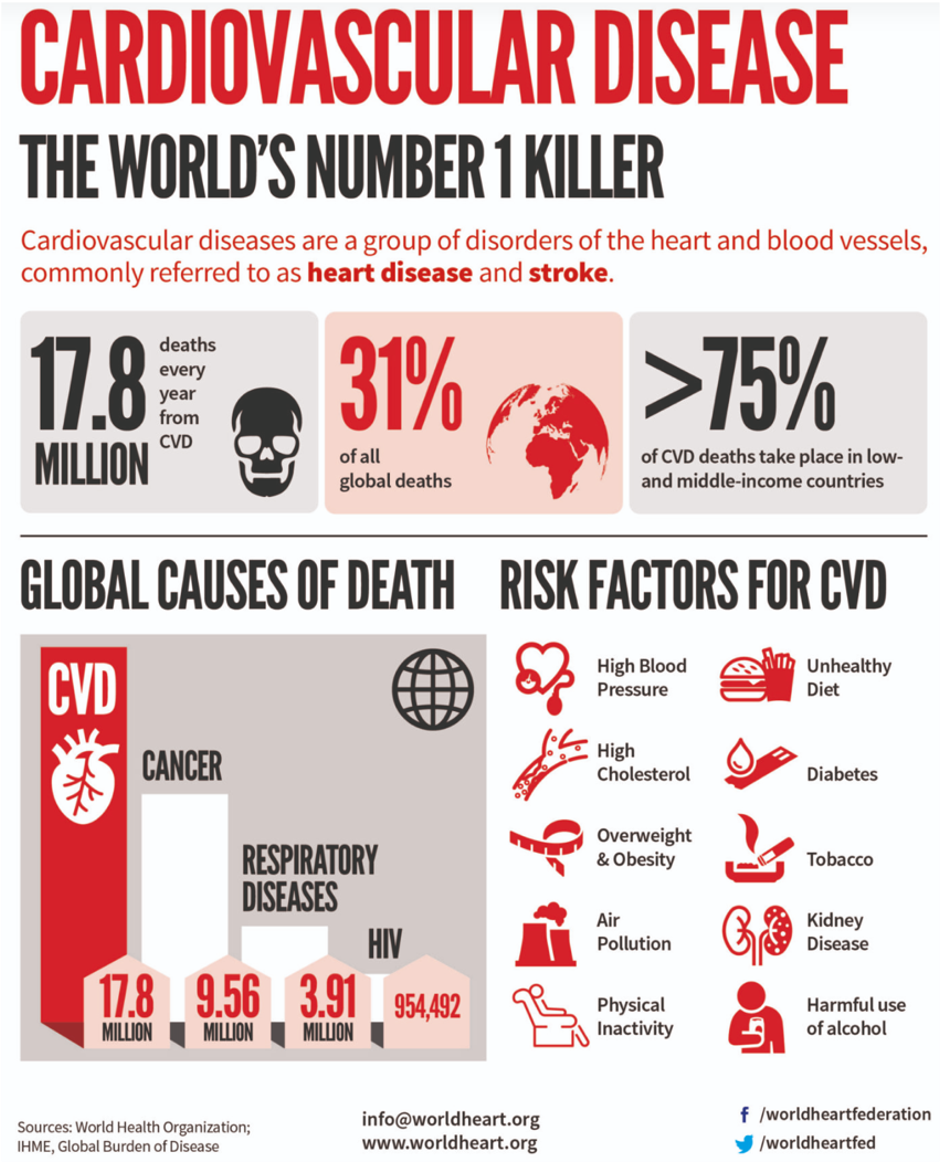 CARDIOVASCULAR DISEASE
THE WORLD'S NUMBER 1 KILLER
Cardiovascular diseases are a group of disorders of the heart and blood vessels,
commonly referred to as heart disease and stroke.
17.8
MILLION
deaths
every
year
from
CVD
31%
of all
global deaths
>75%
of CVD deaths take place in low-
and middle-income countries
GLOBAL CAUSES OF DEATH
CVD
CANCER
RESPIRATORY
DISEASES
HIV
17.8
MILLION
9.56
MILLION
3.91
MILLION
954,492
RISK FACTORS FOR CVD
High Blood
Pressure
Unhealthy
Diet
High
Cholesterol
Diabetes
Overweight
& Obesity
Tobacco
Air
Pollution
Kidney
Disease
Physical
Inactivity
Harmful use
of alcohol
Sources: World Health Organization;
IHME, Global Burden of Disease
info@worldheart.org
www.worldheart.org
f /worldheartfederation
/worldheartfed